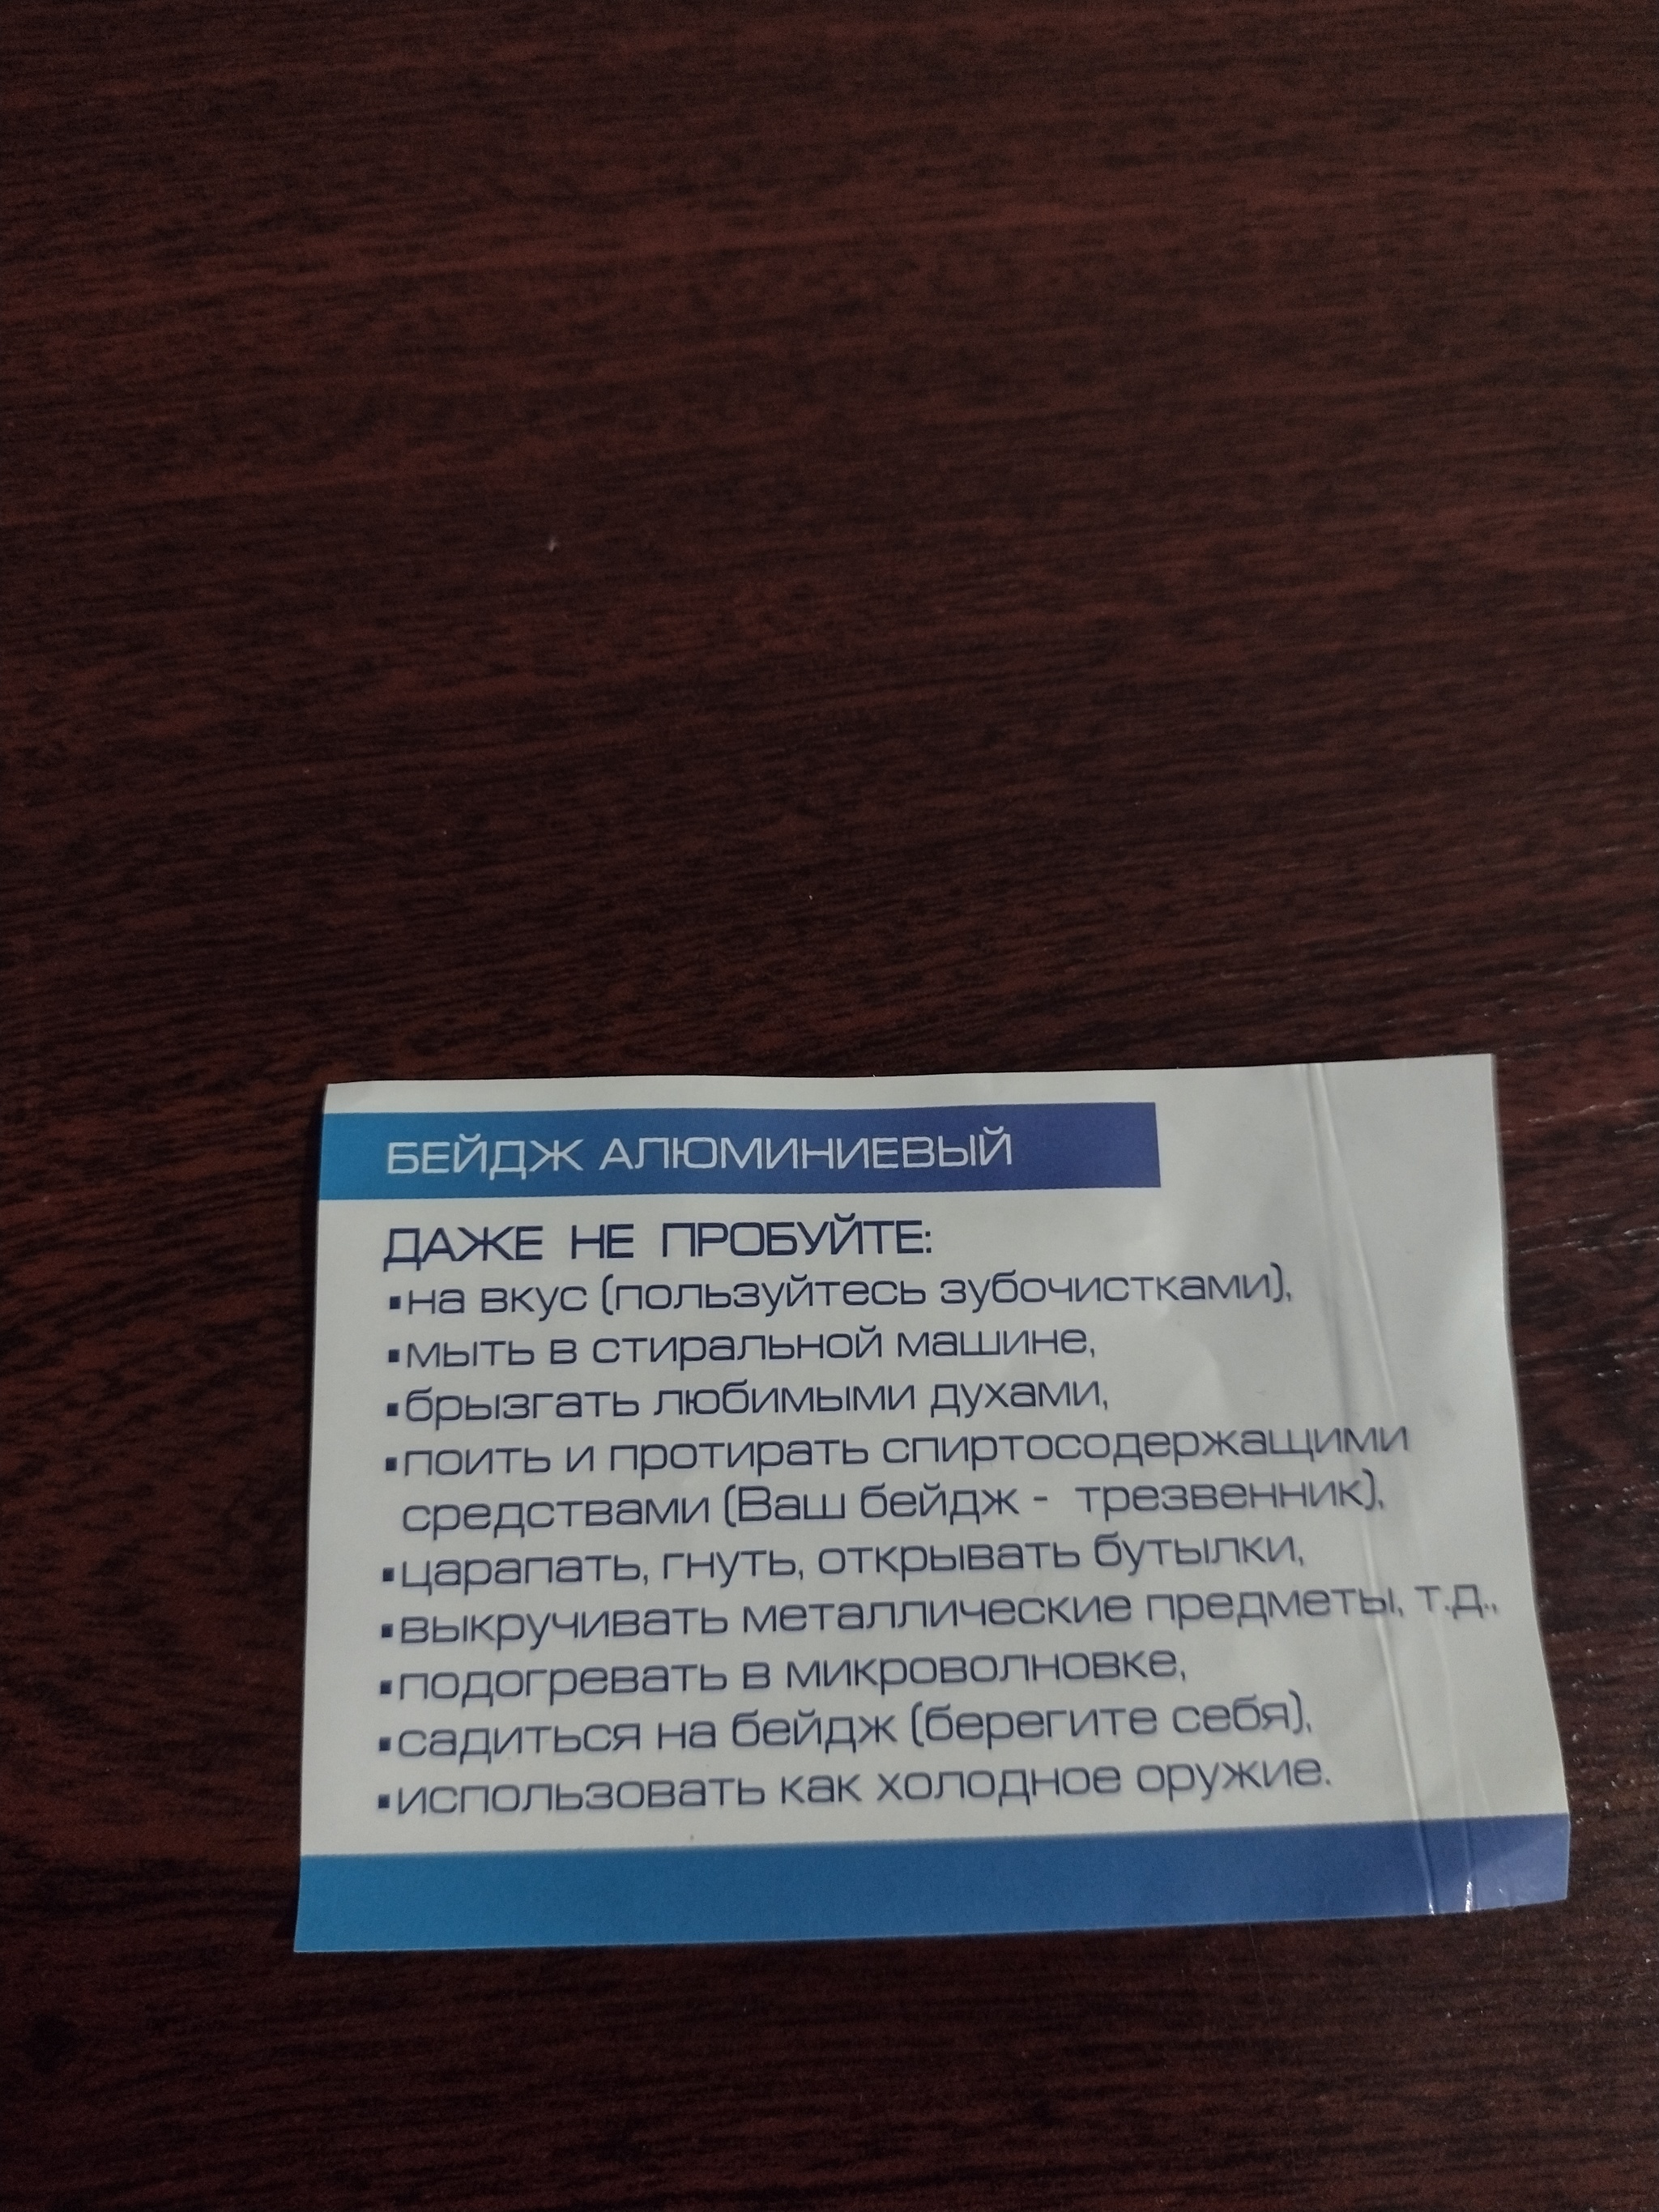 БЕЙДЖ АЛЮМИНИЕВЫЙ
ДАЖЕ НЕ ПРОБУЙТЕ:
▪на вкус (пользуйтесь зубочистками),
▪мыть в стиральной машине,
▪брызгать любимыми духами,
▪поить и протирать спиртосодержащими
средствами (Ваш бейдж - трезвенник),
▪царапать, гнуть, открывать бутылки,
▪выкручивать металлические предметы, т.д.,
▪подогревать в микроволновке,
▪садиться на бейдж (берегите себя),
▪использовать как холодное оружие.